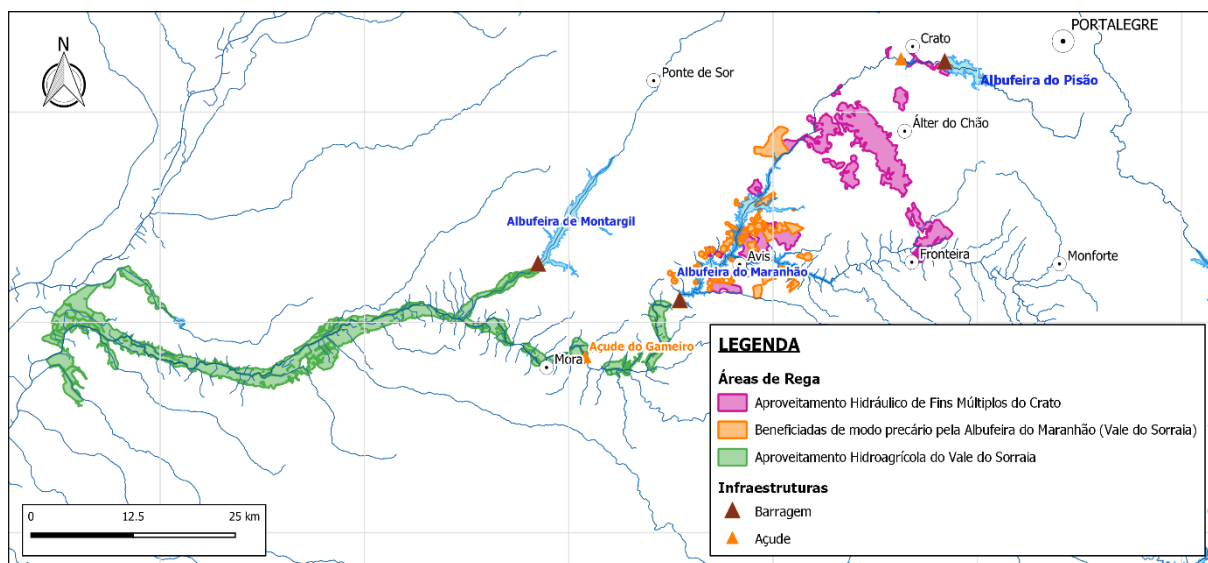 N
PORTALEGRE
Crato
Ponte de Sor
Albufeira do Pisão
Álter do Chão
Albufeira de Montargil
Avis
Fronteira
Monforte
Albufeira do Maranhão
Açude do Gameiro
Mora
LEGENDA
Áreas de Rega
Aproveitamento Hidráulico de Fins Múltiplos do Crato
Beneficiadas de modo precário pela Albufeira do Maranhão (Vale do Sorraia)
Aproveitamento Hidroagrícola do Vale do Sorraia
Infraestruturas
Barragem
Açude
0 12.5 25 km